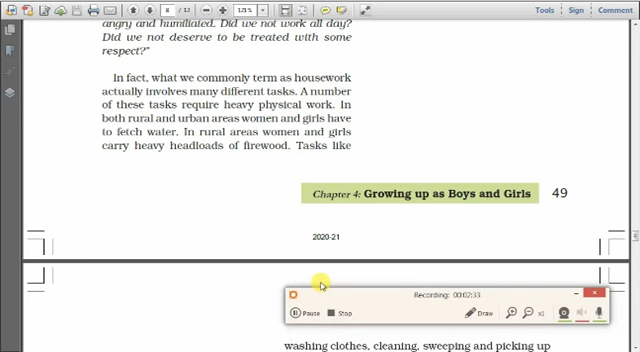 Tools
Sign
Comment
8 / 12
121%
angry and humiliated. Did we not work all day?
Did we not deserve to be treated with some
respect?"
In fact, what we commonly term as housework
actually involves many different tasks. A number
of these tasks require heavy physical work. In
both rural and urban areas women and girls have
to fetch water. In rural areas women and girls
carry heavy headloads of firewood. Tasks like
Chapter 4: Growing up as Boys and Girls 49
2020-21
Recording: 00:02:33
Pause Stop Draw x1
washing clothes, cleaning, sweeping and picking up